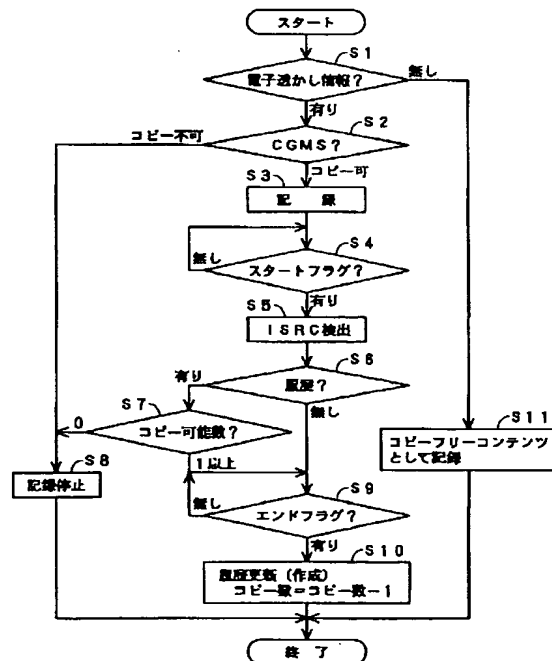 スタート
S1
電子透かし情報?
無し
有り
S2
コピー不可
CGMS?
コピー可
S3
記 録
S4
無し
スタートフラグ?
有り
S5
ISRC検出
S6
有り
履歴?
無し
S7
0
コピー可能数?
1以上
S11
コピーフリーコンテンツ
として記録
S8
記録停止
S9
無し
エンドフラグ?
有り
S10
履歴更新(作成)
コピー数=コピー数-1
終 了